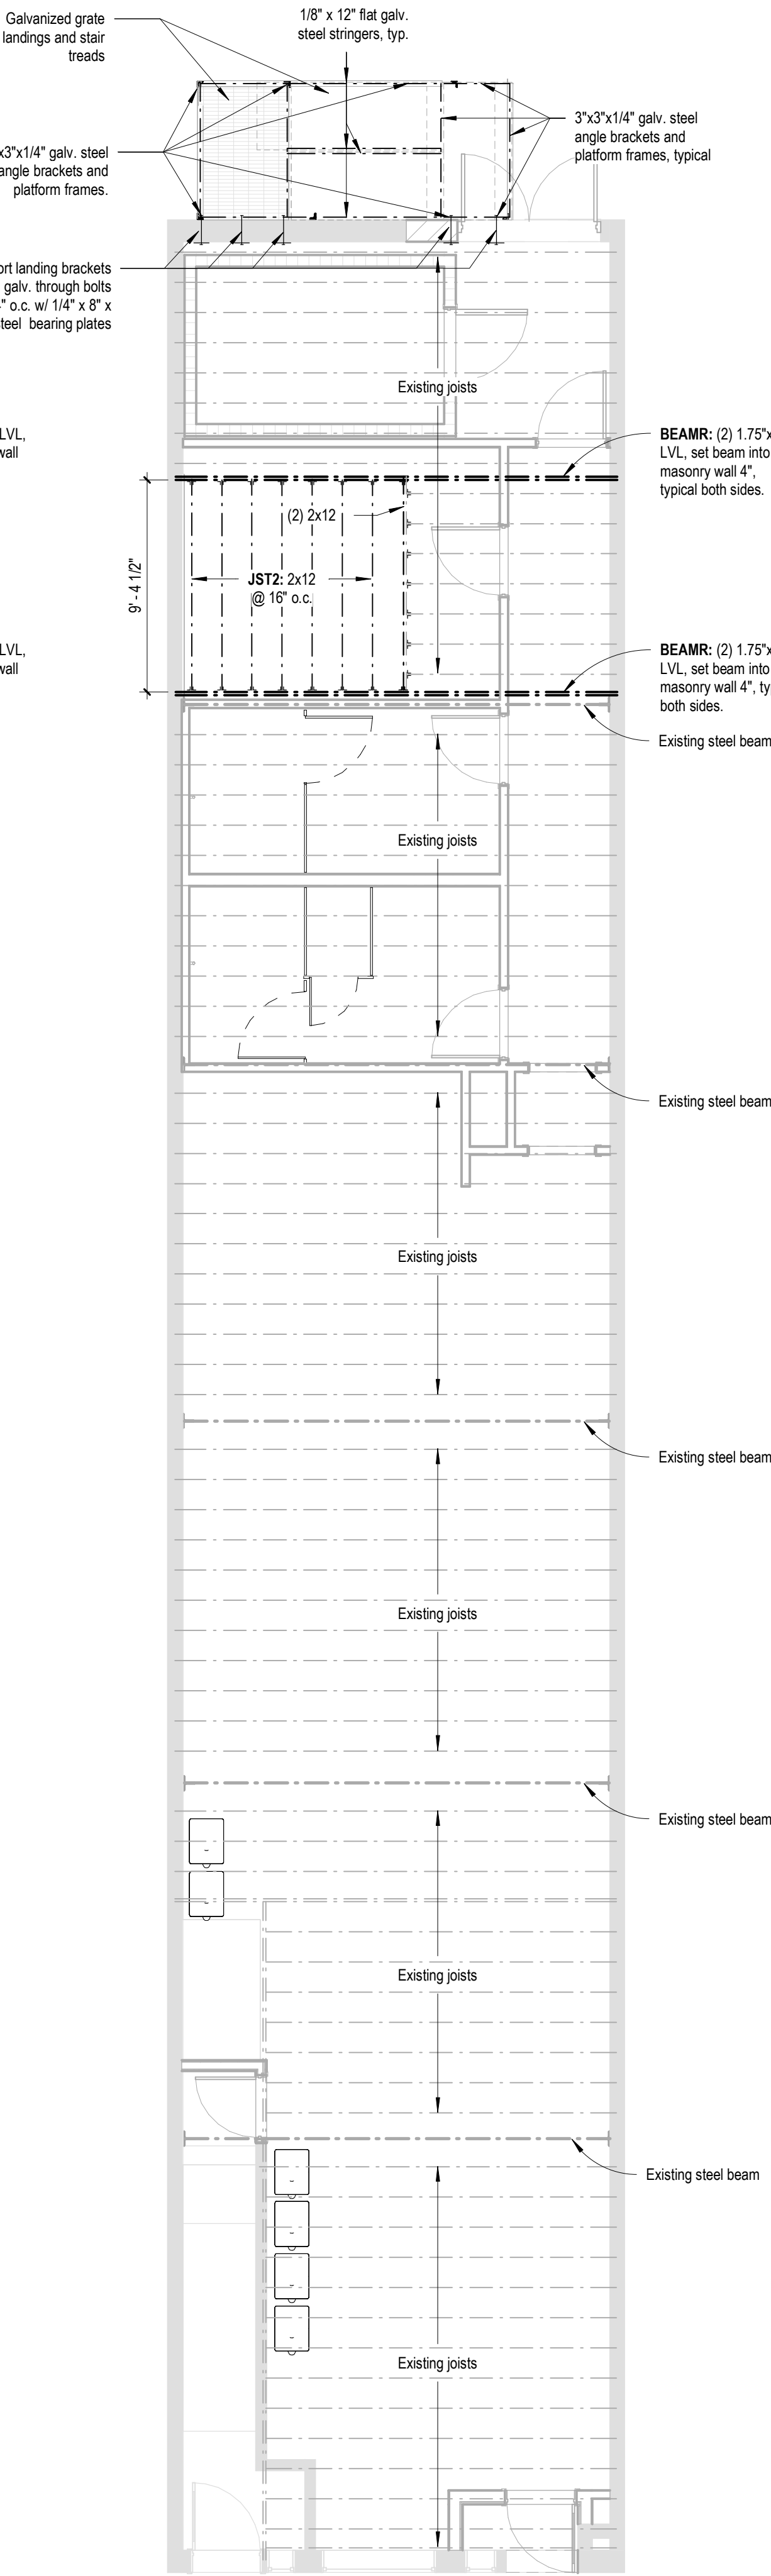 Galvanized grate
landings and stair
treads
1/8" x 12" flat galv.
steel stringers, typ.
3"x3"x1/4" galv. steel
angle brackets and
platform frames, typical
x3"x1/4" galv. steel
angle brackets and
platform frames.
ort landing brackets
galv. through bolts
" o.c. w/ 1/4" x 8" x
steel bearing plates
Existing joists
LVL,
wall
BEAMR: (2) 1.75"x
LVL, set beam into
masonry wall 4",
typical both sides.
(2) 2x12
JST2: 2x12
@ 16" o.c.
9' - 4 1/2"
LVL,
wall
BEAMR: (2) 1.75"x
LVL, set beam into
masonry wall 4", typ
both sides.
Existing steel beam
Existing joists
Existing steel beam
Existing joists
Existing steel beam
Existing joists
Existing steel beam
Existing joists
Existing steel beam
Existing joists